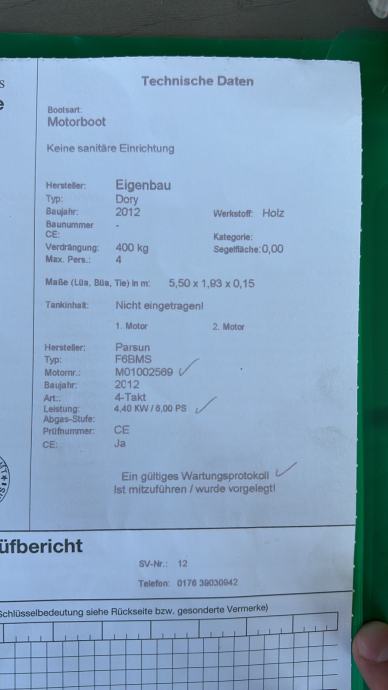 s
e
Technische Daten
Bootsart:
Motorboot
Keine sanitäre Einrichtung
Hersteller: Eigenbau
Typ: Dory
Baujahr: 2012 Werkstoff: Holz
Baunummer -
CE: Kategorie:
Verdrängung: 400 kg Segelfläche: 0,00
Max. Pers.: 4
Maße (Lüa, Büa, Tie) in m: 5,50 x 1,93 x 0,15
Tankinhalt: Nicht eingetragen!
1. Motor 2. Motor
Hersteller: Parsun
Typ: F6BMS
Motornr.: M01002569
Baujahr: 2012
Art.: 4-Takt
Leistung: 4,40 KW / 6,00 PS
Abgas-Stufe:
Prüfnummer: CE
CE: Ja
Ein gültiges Wartungsprotokoll
Ist mitzuführen / wurde vorgelegt!
üfbericht
SV-Nr.: 12
Telefon: 0176 39030942
Schlüsselbedeutung siehe Rückseite bzw. gesonderte Vermerke)